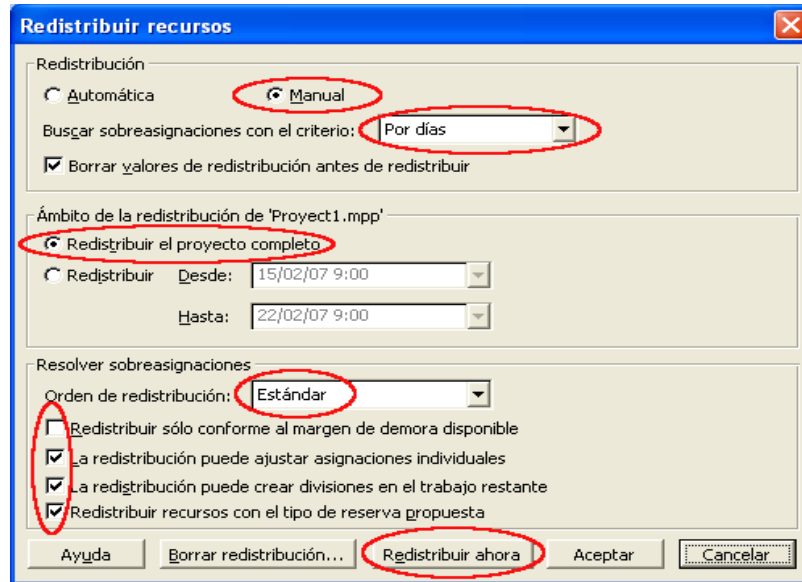 Redistribuir recursos
Redistribución
Automática Manual
Buscar sobreasignaciones con el criterio: Por días
Borrar valores de redistribución antes de redistribuir
Ámbito de la redistribución de 'Proyect1.mpp'
Redistribuir el proyecto completo
Redistribuir Desde: 15/02/07 9:00
Hasta: 22/02/07 9:00
Resolver sobreasignaciones
Orden de redistribución: Estándar
Redistribuir sólo conforme al margen de demora disponible
La redistribución puede ajustar asignaciones individuales
La redistribución puede crear divisiones en el trabajo restante
Redistribuir recursos con el tipo de reserva propuesta
Ayuda Borrar redistribución... Redistribuir ahora Aceptar Cancelar